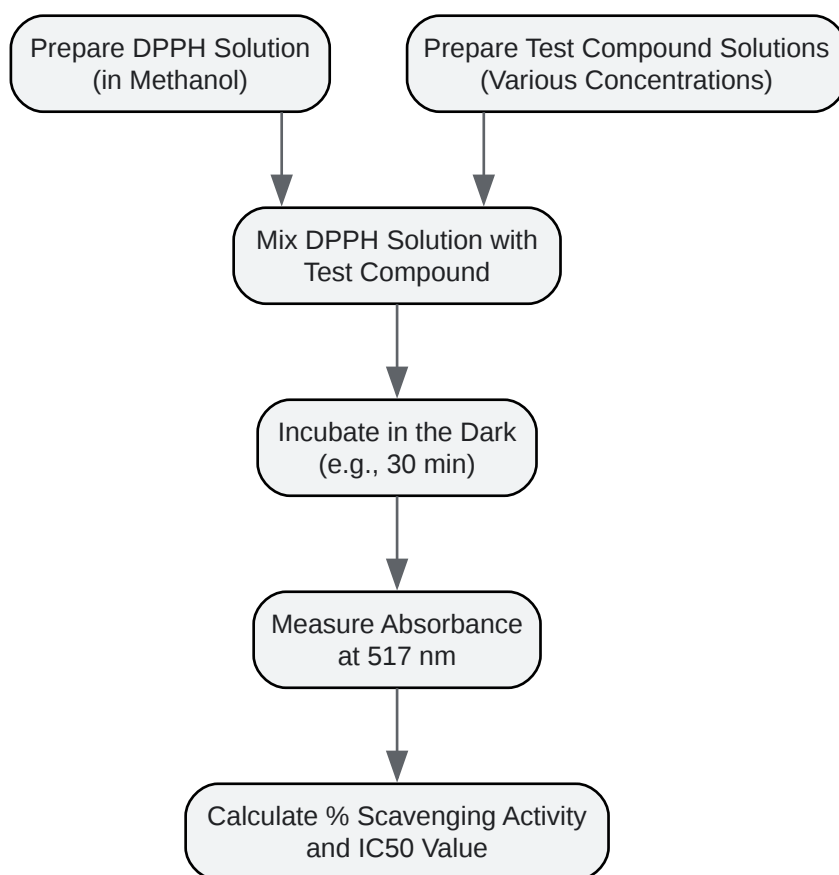 Prepare DPPH Solution
(in Methanol)
Prepare Test Compound Solutions
(Various Concentrations)
Mix DPPH Solution with
Test Compound
Incubate in the Dark
(e.g., 30 min)
Measure Absorbance
at 517 nm
Calculate % Scavenging Activity
and IC50 Value